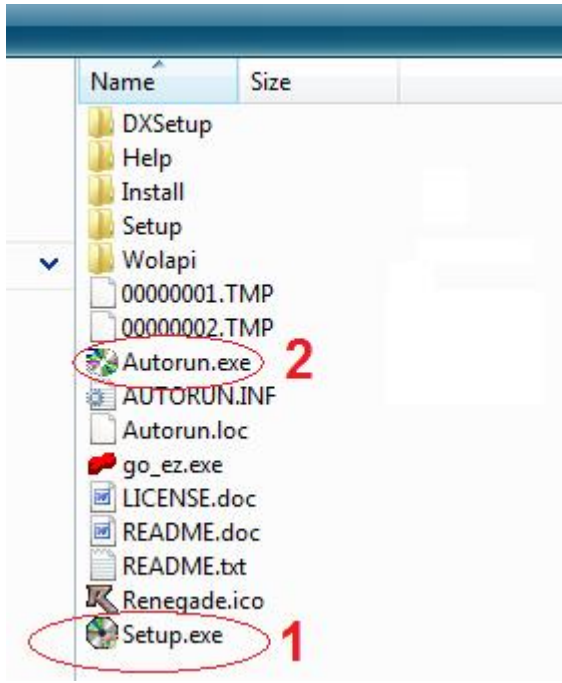 Name Size
DXSetup
Help
Install
Setup
Wolapi
00000001.TMP
00000002.TMP
Autorun.exe 2
AUTORUN.INF
Autorun.loc
go_ez.exe
LICENSE.doc
README.doc
README.txt
Renegade.ico
Setup.exe 1